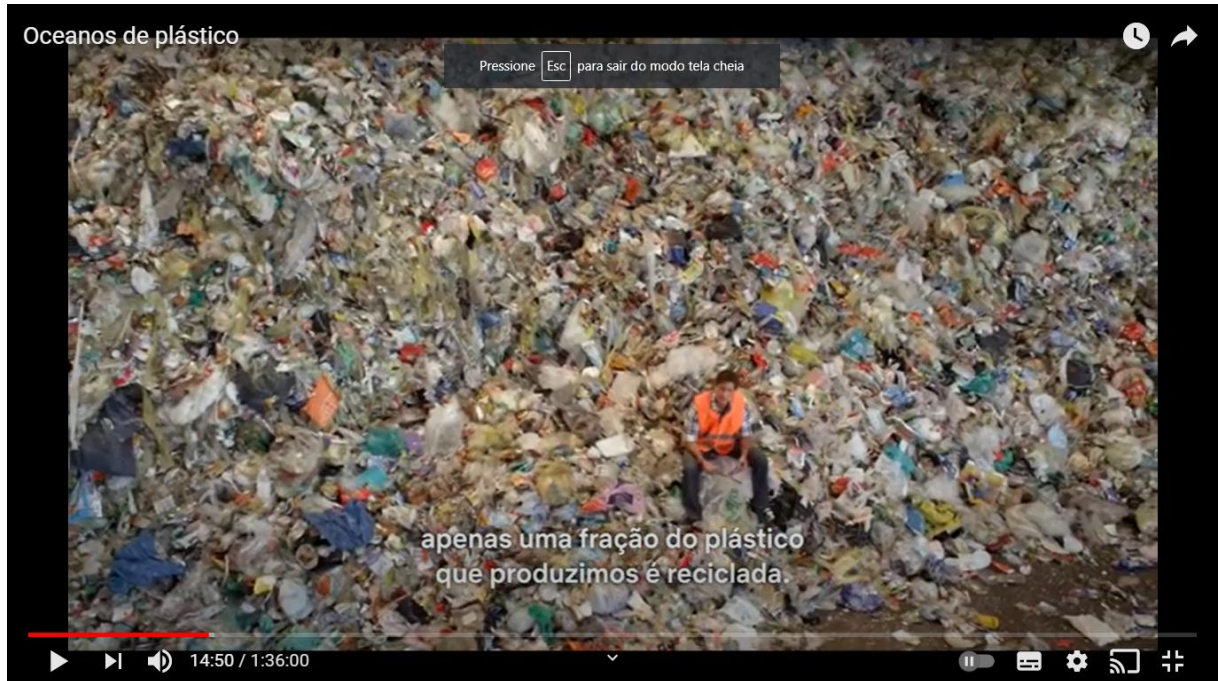 Oceanos de plástico
Pressione Esc para sair do modo tela cheia
apenas uma fração do plástico
que produzimos é reciclada.
14:50 / 1:36:00